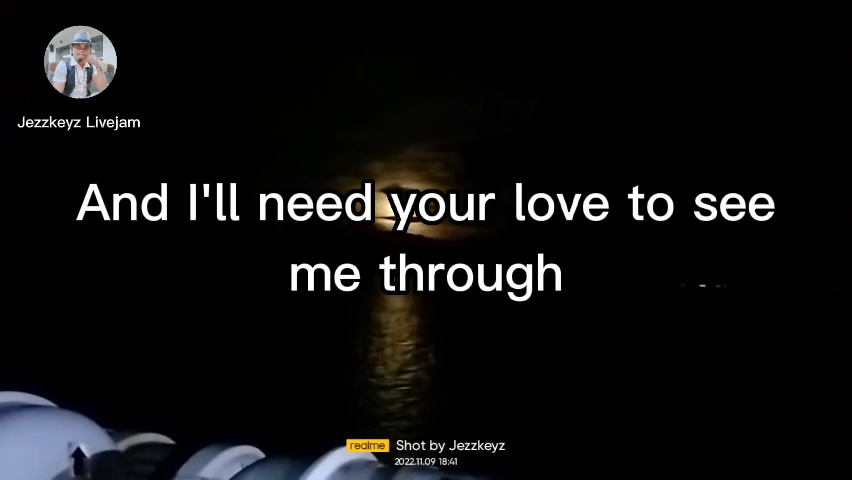 Jezzkeyz Livejam
And I'll need your love to see
me through
realme Shot by Jezzkeyz
2022.11.09 18:41